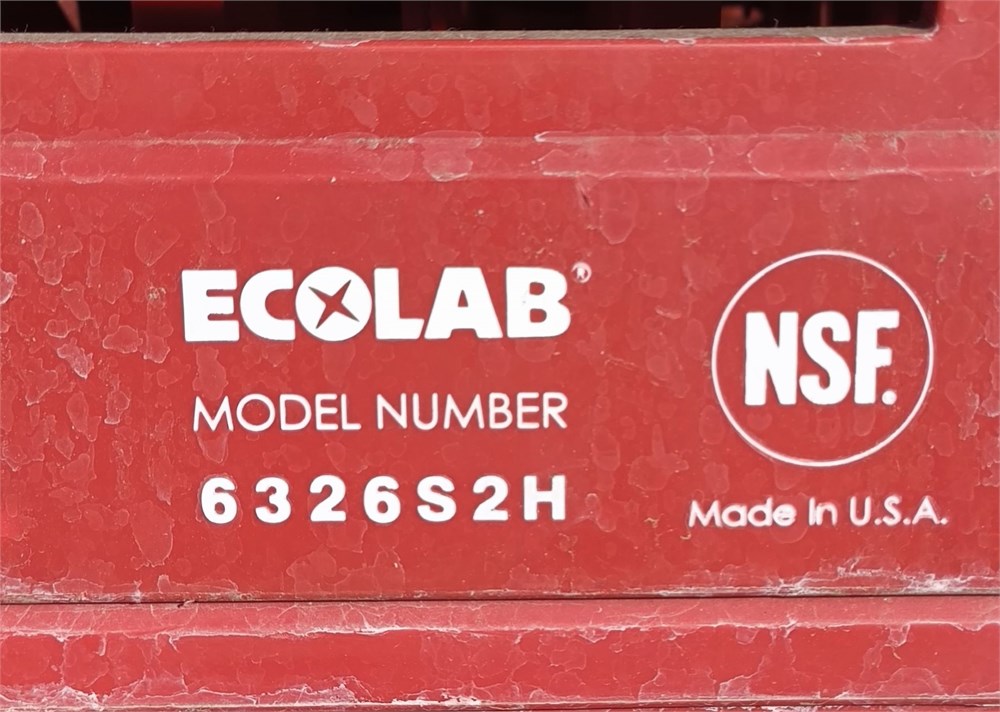 ECOLAB®
MODEL NUMBER
6326S2H
NSF.
Made In U.S.A.